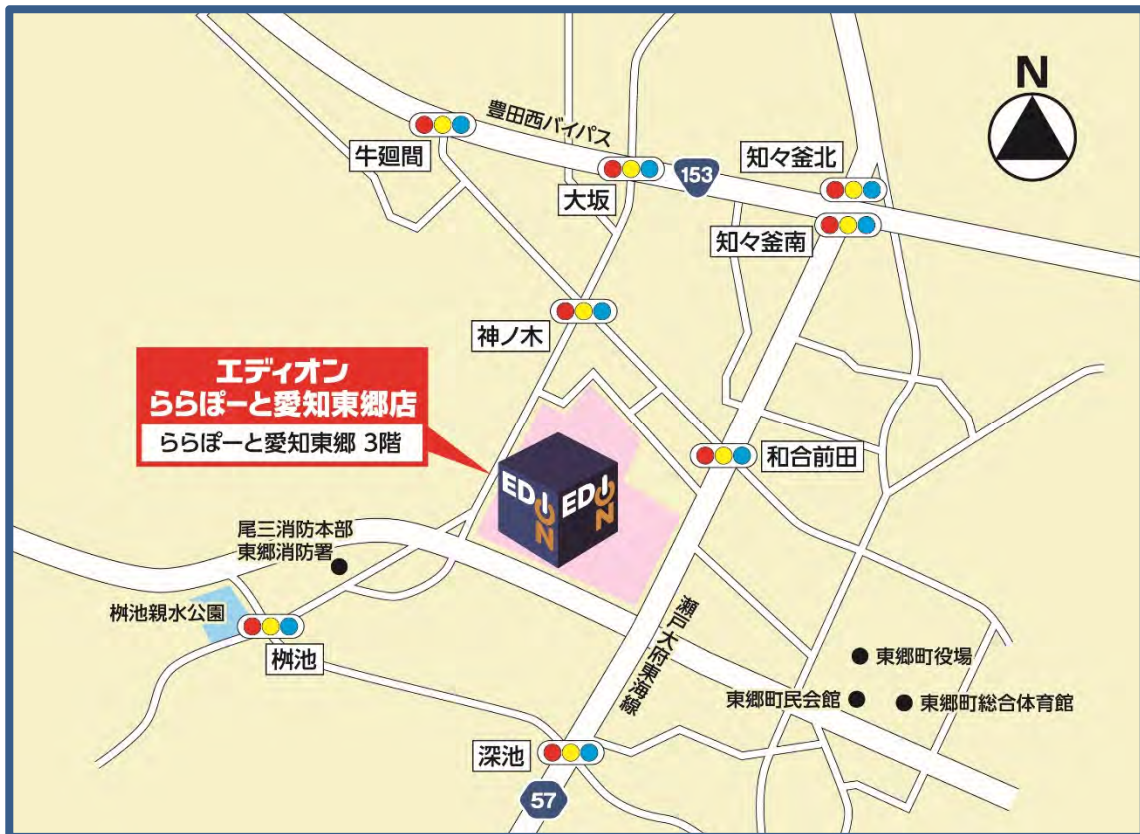 N
豊田西バイパス
牛廻間
大坂
153
知々釜北
知々釜南
神ノ木
エディオン
ららぽーと愛知東郷店
ららぽーと愛知東郷 3階
EDION
EDION
和合前田
尾三消防本部
東郷消防署
桝池親水公園
桝池
瀬戸大府東海線
東郷町役場
東郷町民会館
東郷町総合体育館
深池
57